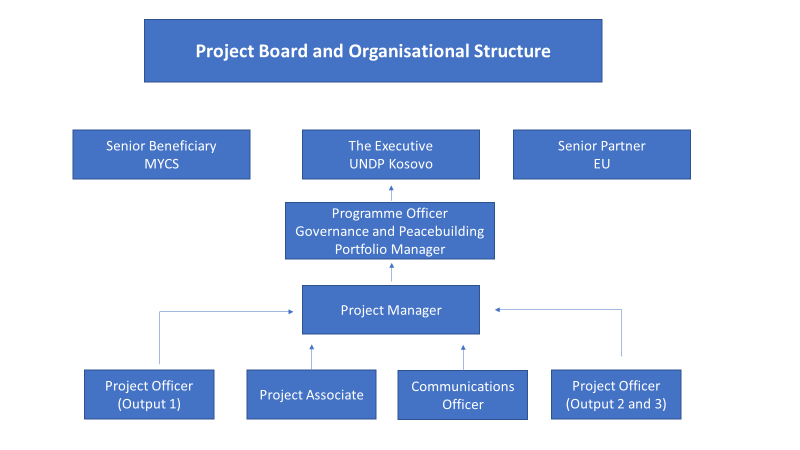 Project Board and Organisational Structure
Senior Beneficiary
MYCS
The Executive
UNDP Kosovo
Senior Partner
EU
Programme Officer
Governance and Peacebuilding
Portfolio Manager
Project Manager
Project Officer
(Output 1)
Project Associate
Communications
Officer
Project Officer
(Output 2 and 3)